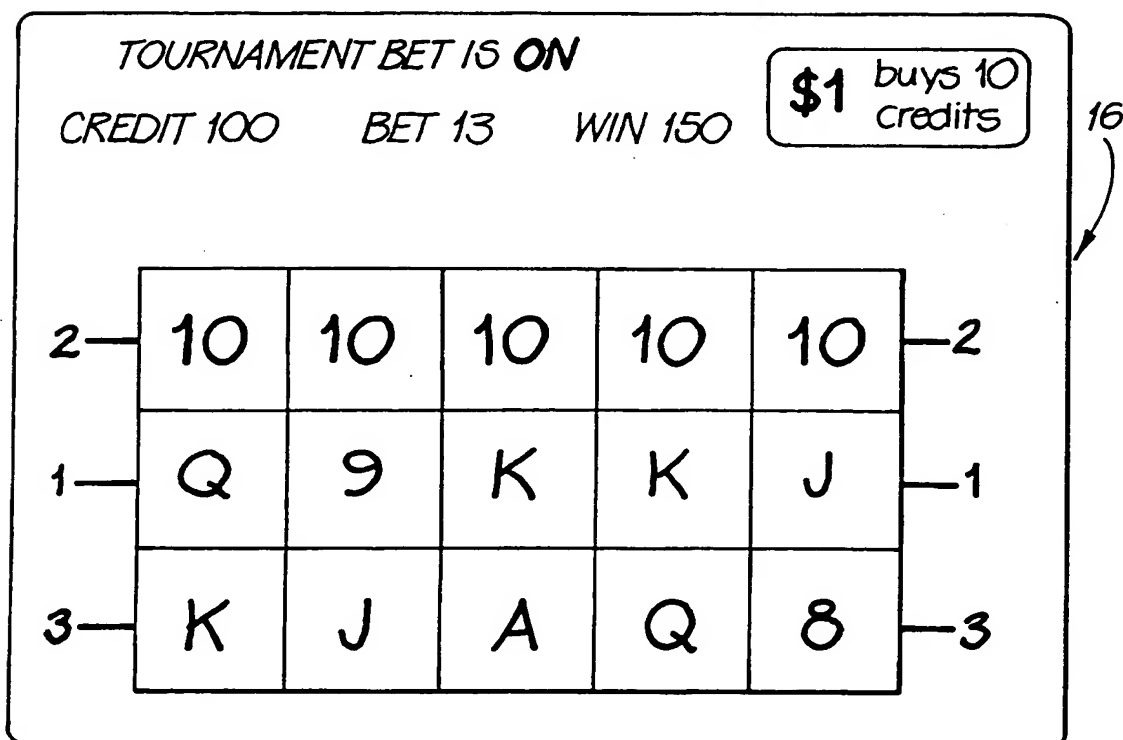 TOURNAMENT BET IS ON
$1 buys 10 credits
CREDIT 100 BET 13 WIN 150
16
2 10 10 10 10 10 2
1 Q 9 K K J 1
3 K J A Q 8 3